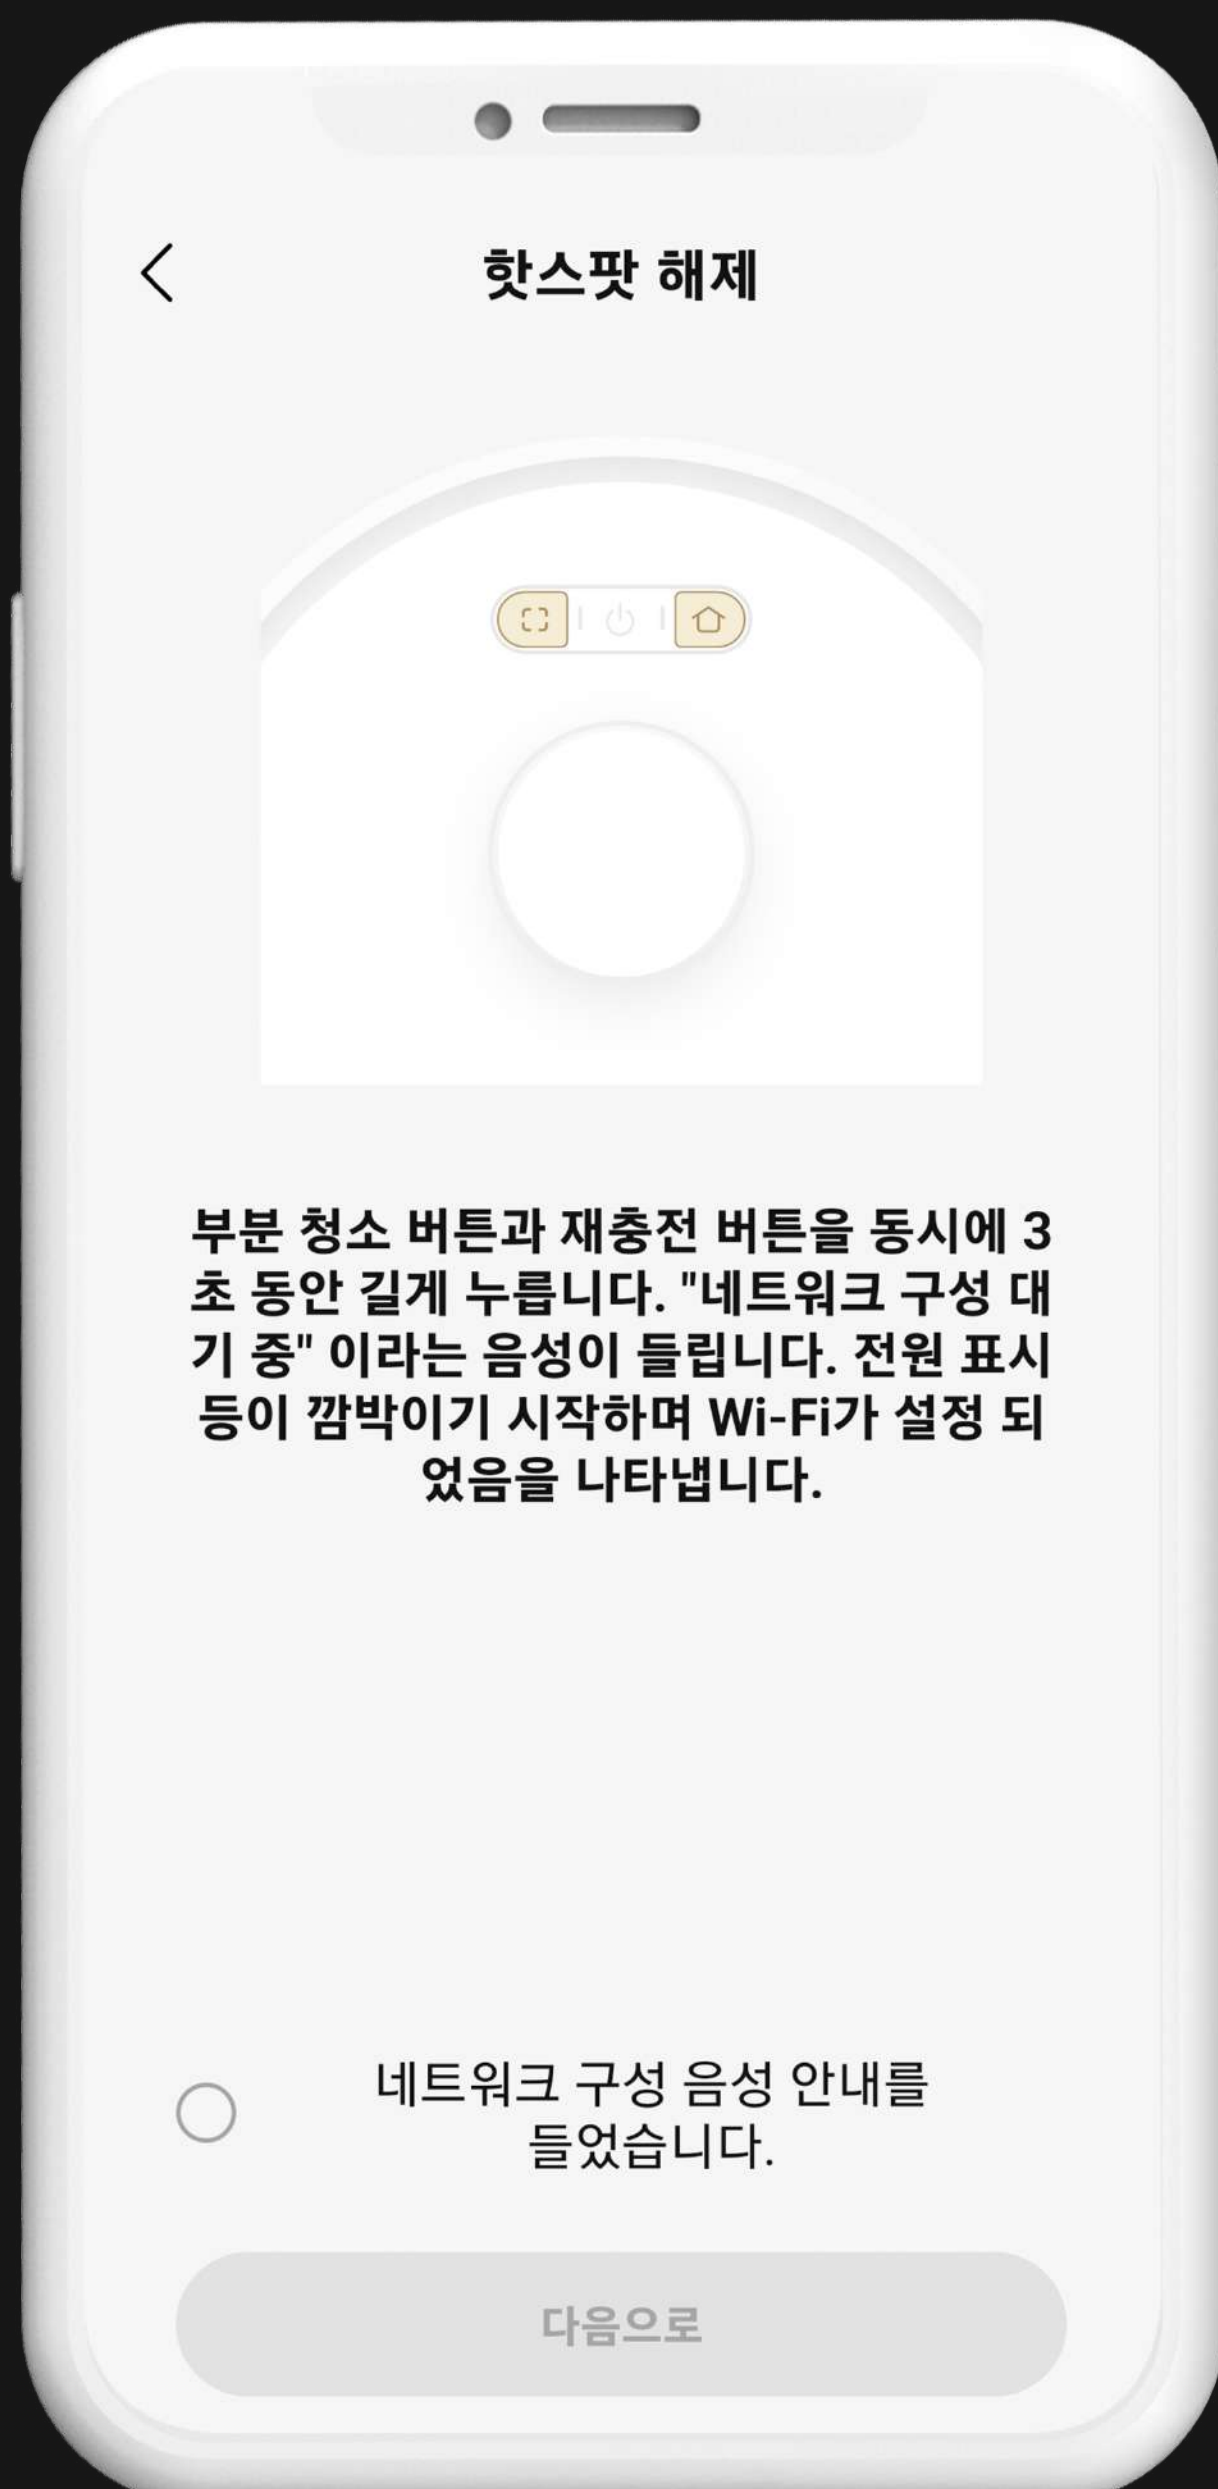 핫스팟 해제
부분 청소 버튼과 재충전 버튼을 동시에 3
초 동안 길게 누릅니다. "네트워크 구성 대
기 중" 이라는 음성이 들립니다. 전원 표시
등이 깜박이기 시작하며 Wi-Fi가 설정 되
었음을 나타냅니다.
네트워크 구성 음성 안내를
들었습니다.
다음으로